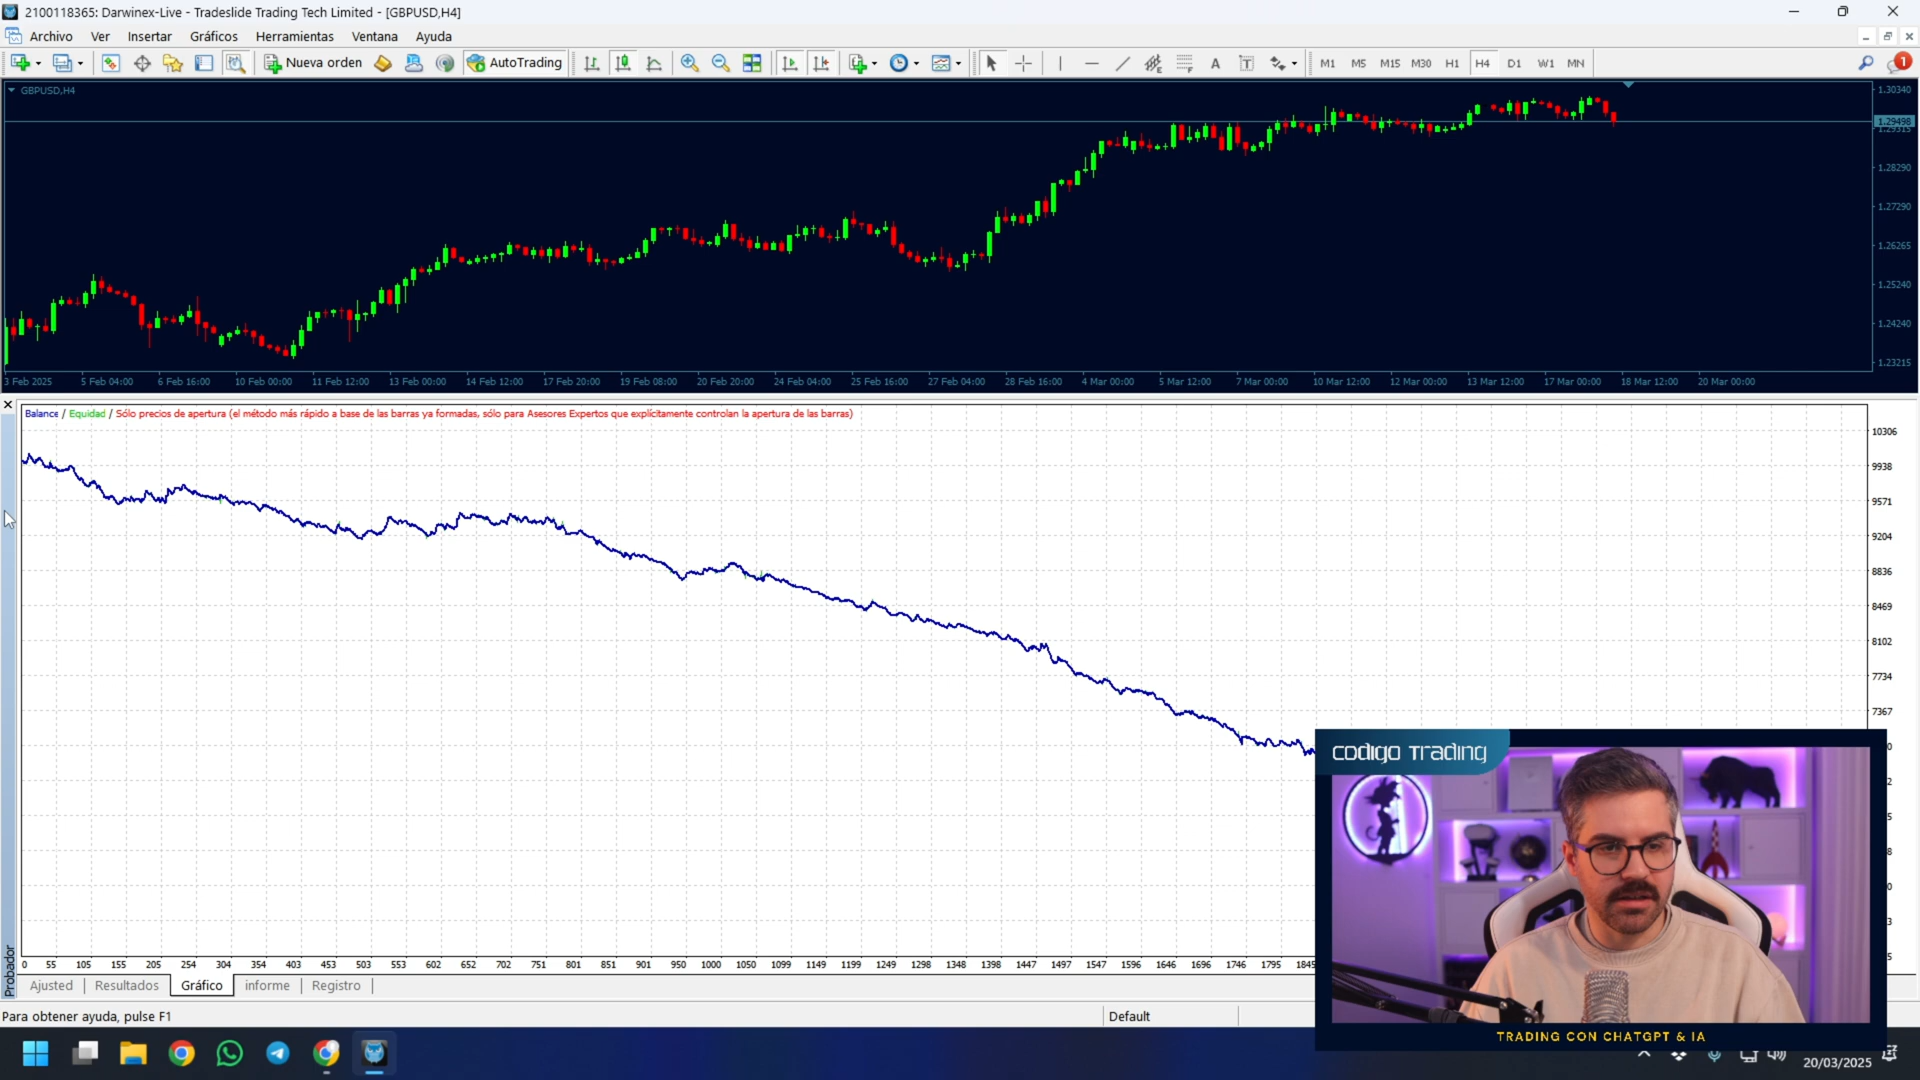 2100118365: Darwinex-Live - Tradeslide Trading Tech Limited - [GBPUSD,H4]
Archivo Ver Insertar Gráficos Herramientas Ventana Ayuda
Nueva orden AutoTrading A T M1 M5 M15 M30 H1 H4 D1 W1 MN 1
GBPUSD,H4
1.30340
1.29498
1.29315
1.28290
1.27290
1.26265
1.25240
1.24240
1.23215
3 Feb 2025 5 Feb 04:00 6 Feb 16:00 10 Feb 00:00 11 Feb 12:00 13 Feb 00:00 14 Feb 12:00 17 Feb 20:00 19 Feb 08:00 20 Feb 20:00 24 Feb 04:00 25 Feb 16:00 27 Feb 04:00 28 Feb 16:00 4 Mar 00:00 5 Mar 12:00 7 Mar 00:00 10 Mar 12:00 12 Mar 00:00 13 Mar 12:00 17 Mar 00:00 18 Mar 12:00 20 Mar 00:00
Balance / Equidad / Sólo precios de apertura (el método más rápido a base de las barras ya formadas, sólo para Asesores Expertos que explícitamente controlan la apertura de las barras)
10306
9938
9571
9204
8836
8469
8102
7734
7367
0
2
5
8
0
3
5
0 55 105 155 205 254 304 354 403 453 503 553 602 652 702 751 801 851 901 950 1000 1050 1099 1149 1199 1249 1298 1348 1398 1447 1497 1547 1596 1646 1696 1746 1795 1845
Probador
Ajusted Resultados Gráfico informe Registro
Para obtener ayuda, pulse F1
Default
codigo Trading
TRADING CON CHATGPT & IA
20/03/2025